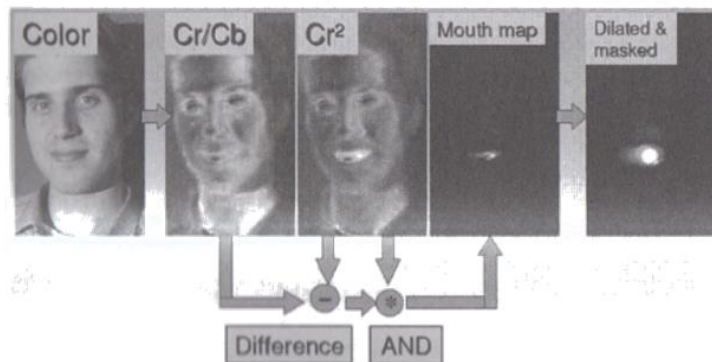 Color
Cr/Cb
Cr²
Mouth map
Dilated &
masked
−
*
Difference
AND